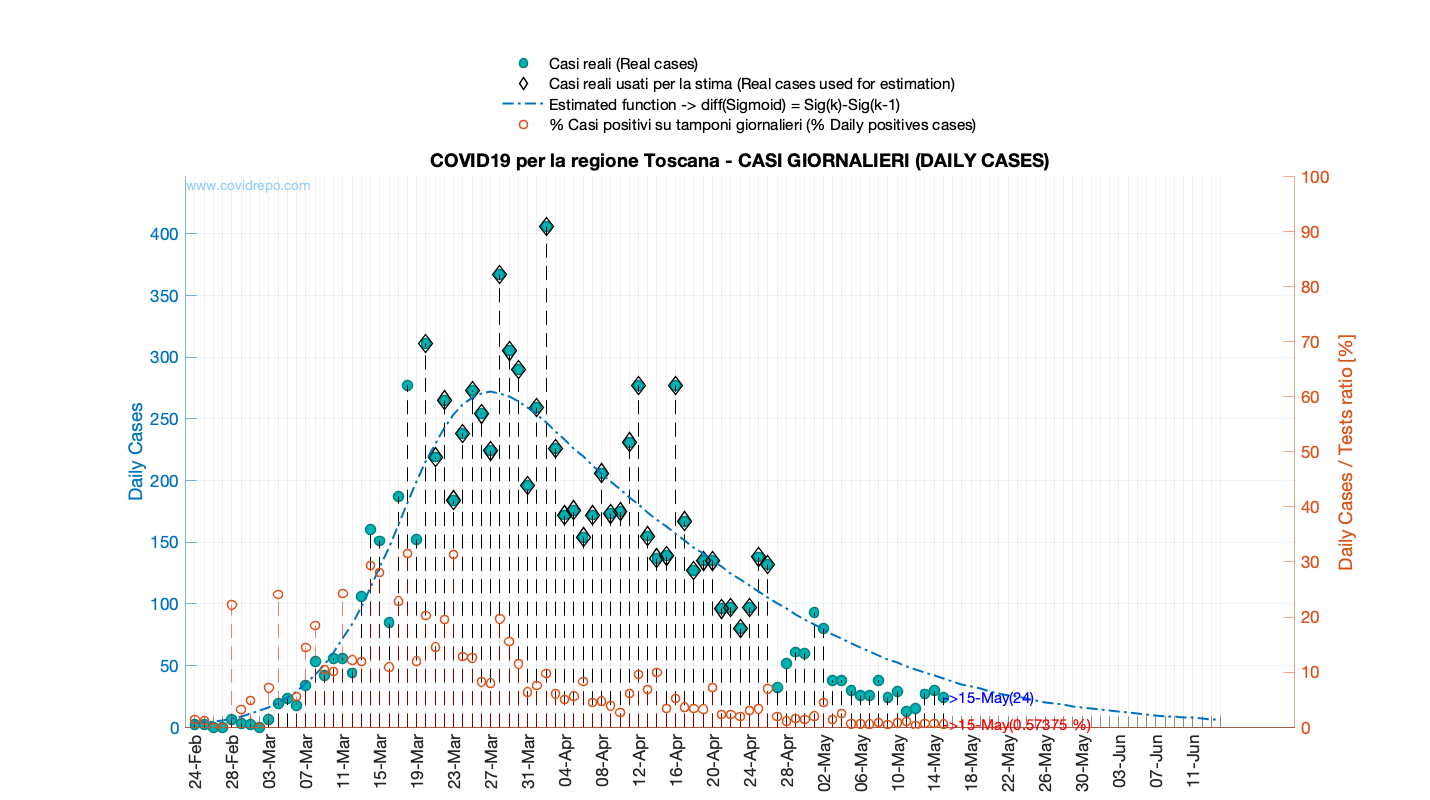 Casi reali (Real cases)
Casi reali usati per la stima (Real cases used for estimation)
Estimated function -> diff(Sigmoid) = Sig(k)-Sig(k-1)
% Casi positivi su tamponi giornalieri (% Daily positives cases)
COVID19 per la regione Toscana - CASI GIORNALIERI (DAILY CASES)
www.covidrepo.com
Daily Cases
400
350
300
250
200
150
100
50
0
100
90
80
70
60
50
40
30
20
10
0
Daily Cases / Tests ratio [%]
->15-May(24)
->15-May(0.57375 %)
24-Feb
28-Feb
03-Mar
07-Mar
11-Mar
15-Mar
19-Mar
23-Mar
27-Mar
31-Mar
04-Apr
08-Apr
12-Apr
16-Apr
20-Apr
24-Apr
28-Apr
02-May
06-May
10-May
14-May
18-May
22-May
26-May
30-May
03-Jun
07-Jun
11-Jun